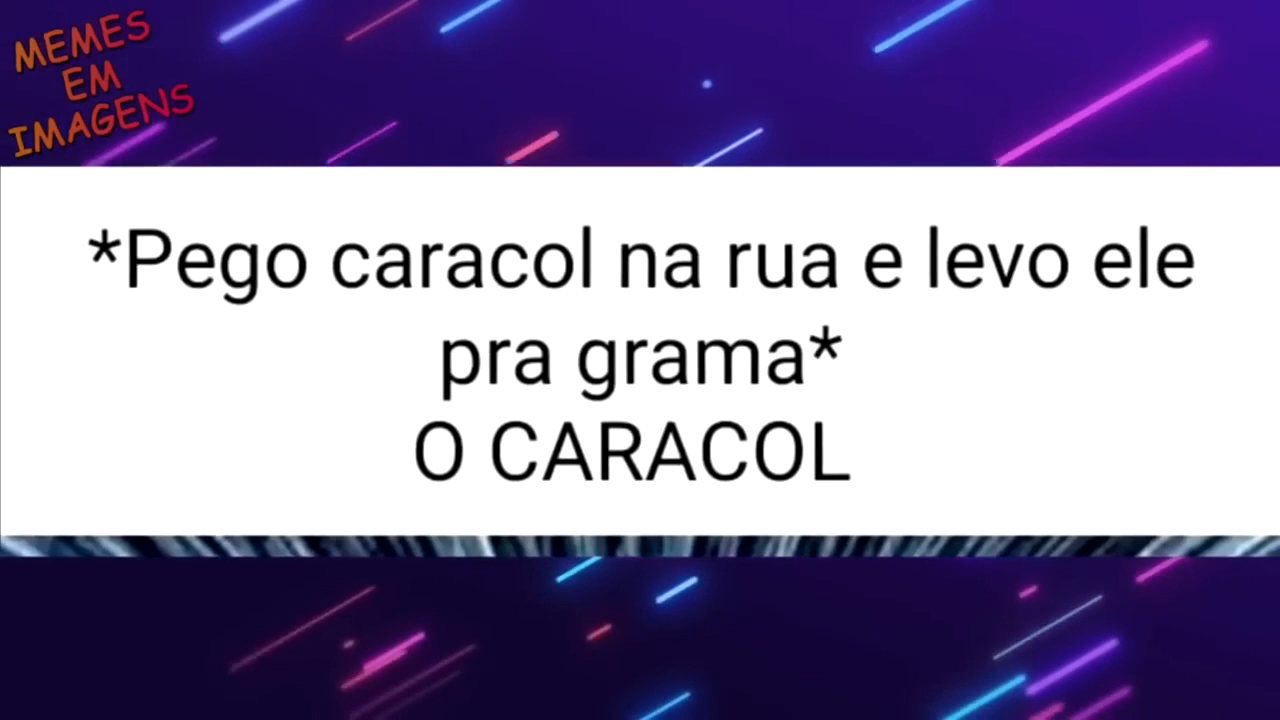 MEMES
EM
IMAGENS
*Pego caracol na rua e levo ele
pra grama*
O CARACOL